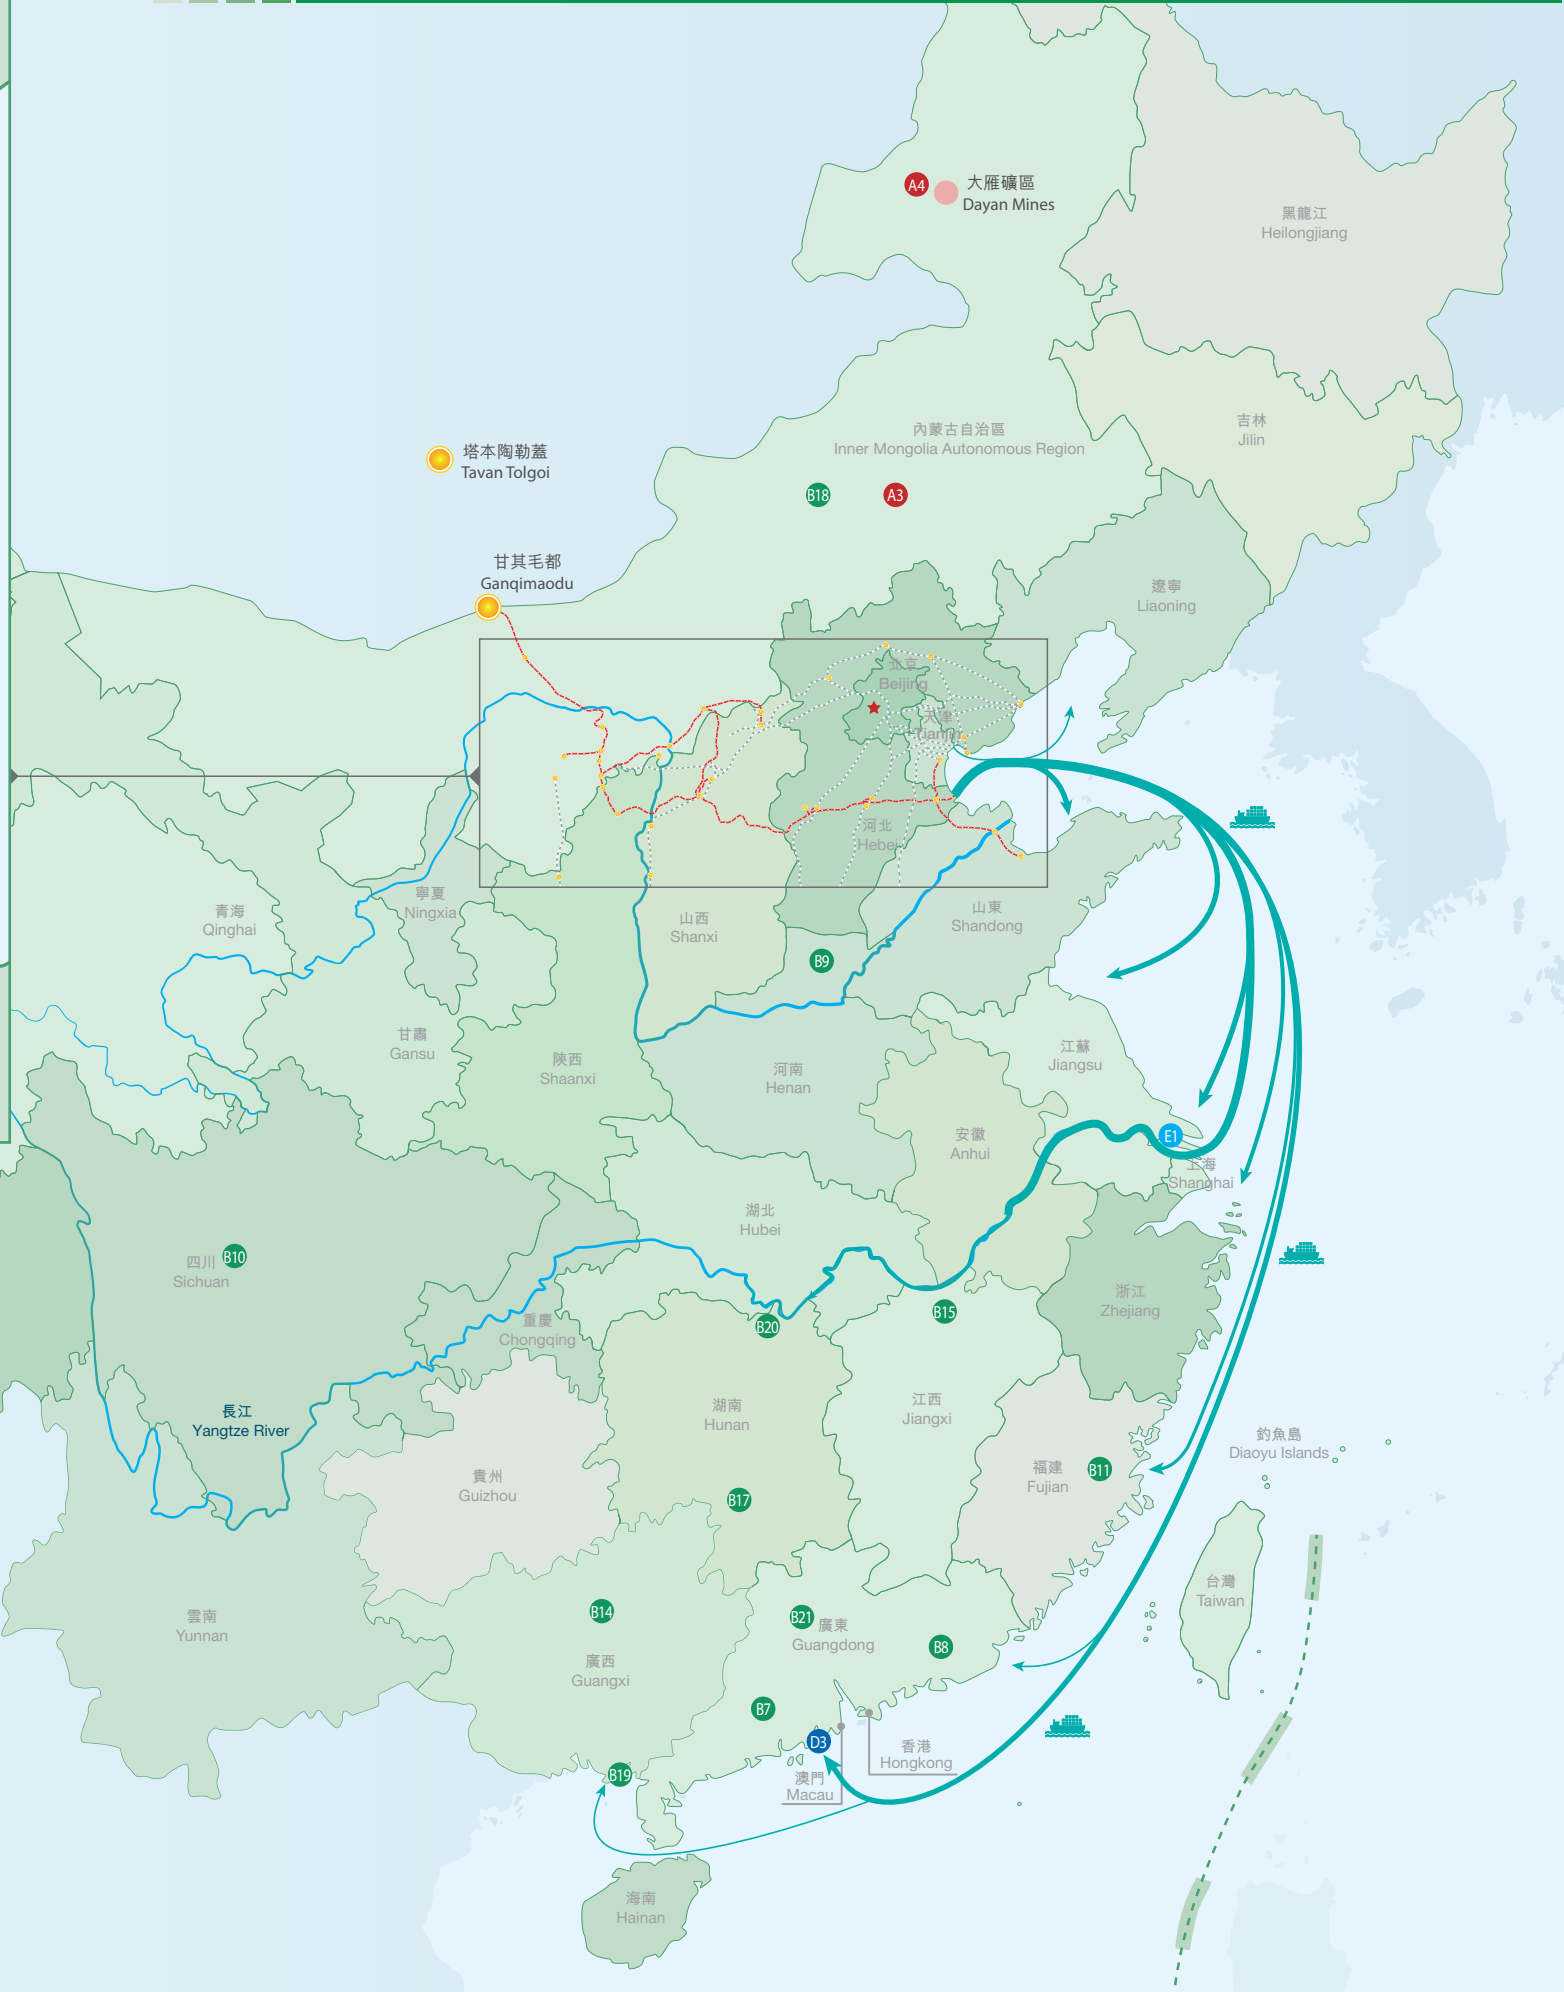 A4
大雁礦區
Dayan Mines
黑龍江
Heilongjiang
吉林
Jilin
內蒙古自治區
Inner Mongolia Autonomous Region
塔本陶勒蓋
Tavan Tolgoi
B18
A3
甘其毛都
Ganqimaodu
遼寧
Liaoning
北京
Beijing
天津
Tianjin
河北
Hebei
寧夏
Ningxia
青海
Qinghai
山西
Shanxi
山東
Shandong
B9
甘肅
Gansu
陝西
Shaanxi
河南
Henan
江蘇
Jiangsu
安徽
Anhui
E1
上海
Shanghai
湖北
Hubei
四川
Sichuan
B10
浙江
Zhejiang
重慶
Chongqing
B20
B15
長江
Yangtze River
湖南
Hunan
江西
Jiangxi
釣魚島
Diaoyu Islands
貴州
Guizhou
福建
Fujian
B11
B17
台灣
Taiwan
雲南
Yunnan
B14
B21
廣東
Guangdong
B8
廣西
Guangxi
B7
D3
香港
Hongkong
澳門
Macau
B19
海南
Hainan